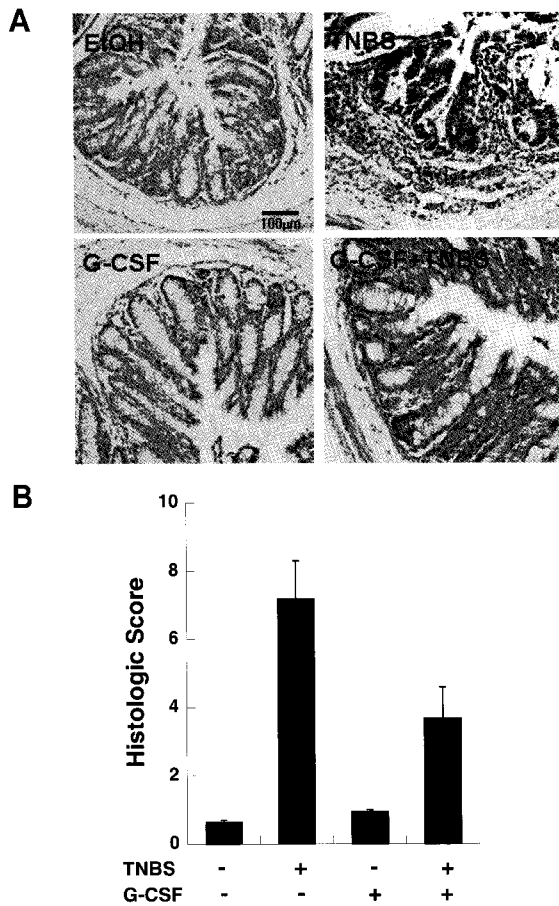 A
EtOH
TNBS
100μm
G-CSF
G-CSF+TNBS
B
10
8
6
4
2
0
Histologic Score
TNBS - + - +
G-CSF - - + +